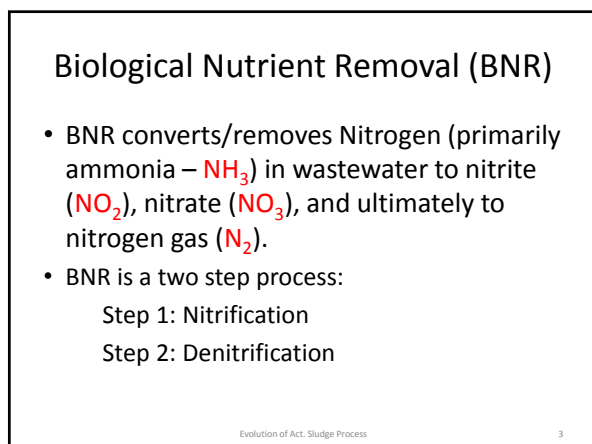 Biological Nutrient Removal (BNR)
• BNR converts/removes Nitrogen (primarily
ammonia – NH₃) in wastewater to nitrite
(NO₂), nitrate (NO₃), and ultimately to
nitrogen gas (N₂).
• BNR is a two step process:
Step 1: Nitrification
Step 2: Denitrification
Evolution of Act. Sludge Process
3